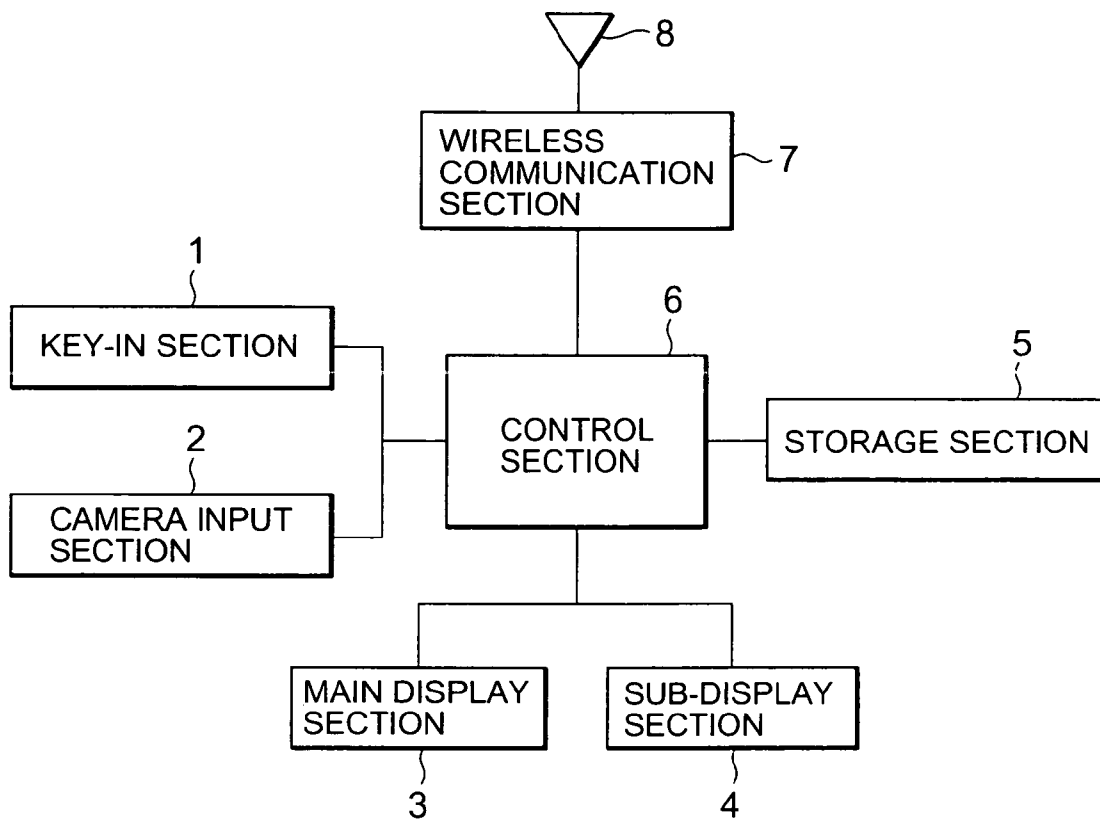 8
WIRELESS
COMMUNICATION
SECTION
7
1
KEY-IN SECTION
6
CONTROL
SECTION
5
STORAGE SECTION
2
CAMERA INPUT
SECTION
MAIN DISPLAY
SECTION
3
SUB-DISPLAY
SECTION
4